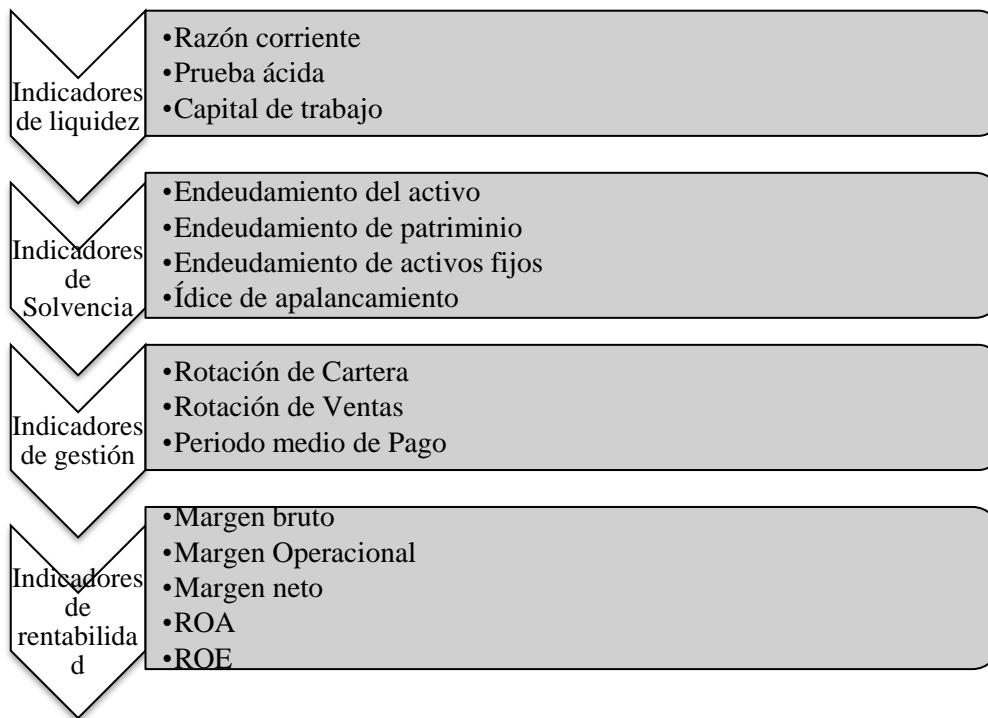 Indicadores
de liquidez
•Razón corriente
•Prueba ácida
•Capital de trabajo
Indicadores
de
Solvencia
•Endeudamiento del activo
•Endeudamiento de patriminio
•Endeudamiento de activos fijos
•Ídice de apalancamiento
Indicadores
de gestión
•Rotación de Cartera
•Rotación de Ventas
•Periodo medio de Pago
Indicadores
de
rentabilida
d
•Margen bruto
•Margen Operacional
•Margen neto
•ROA
•ROE